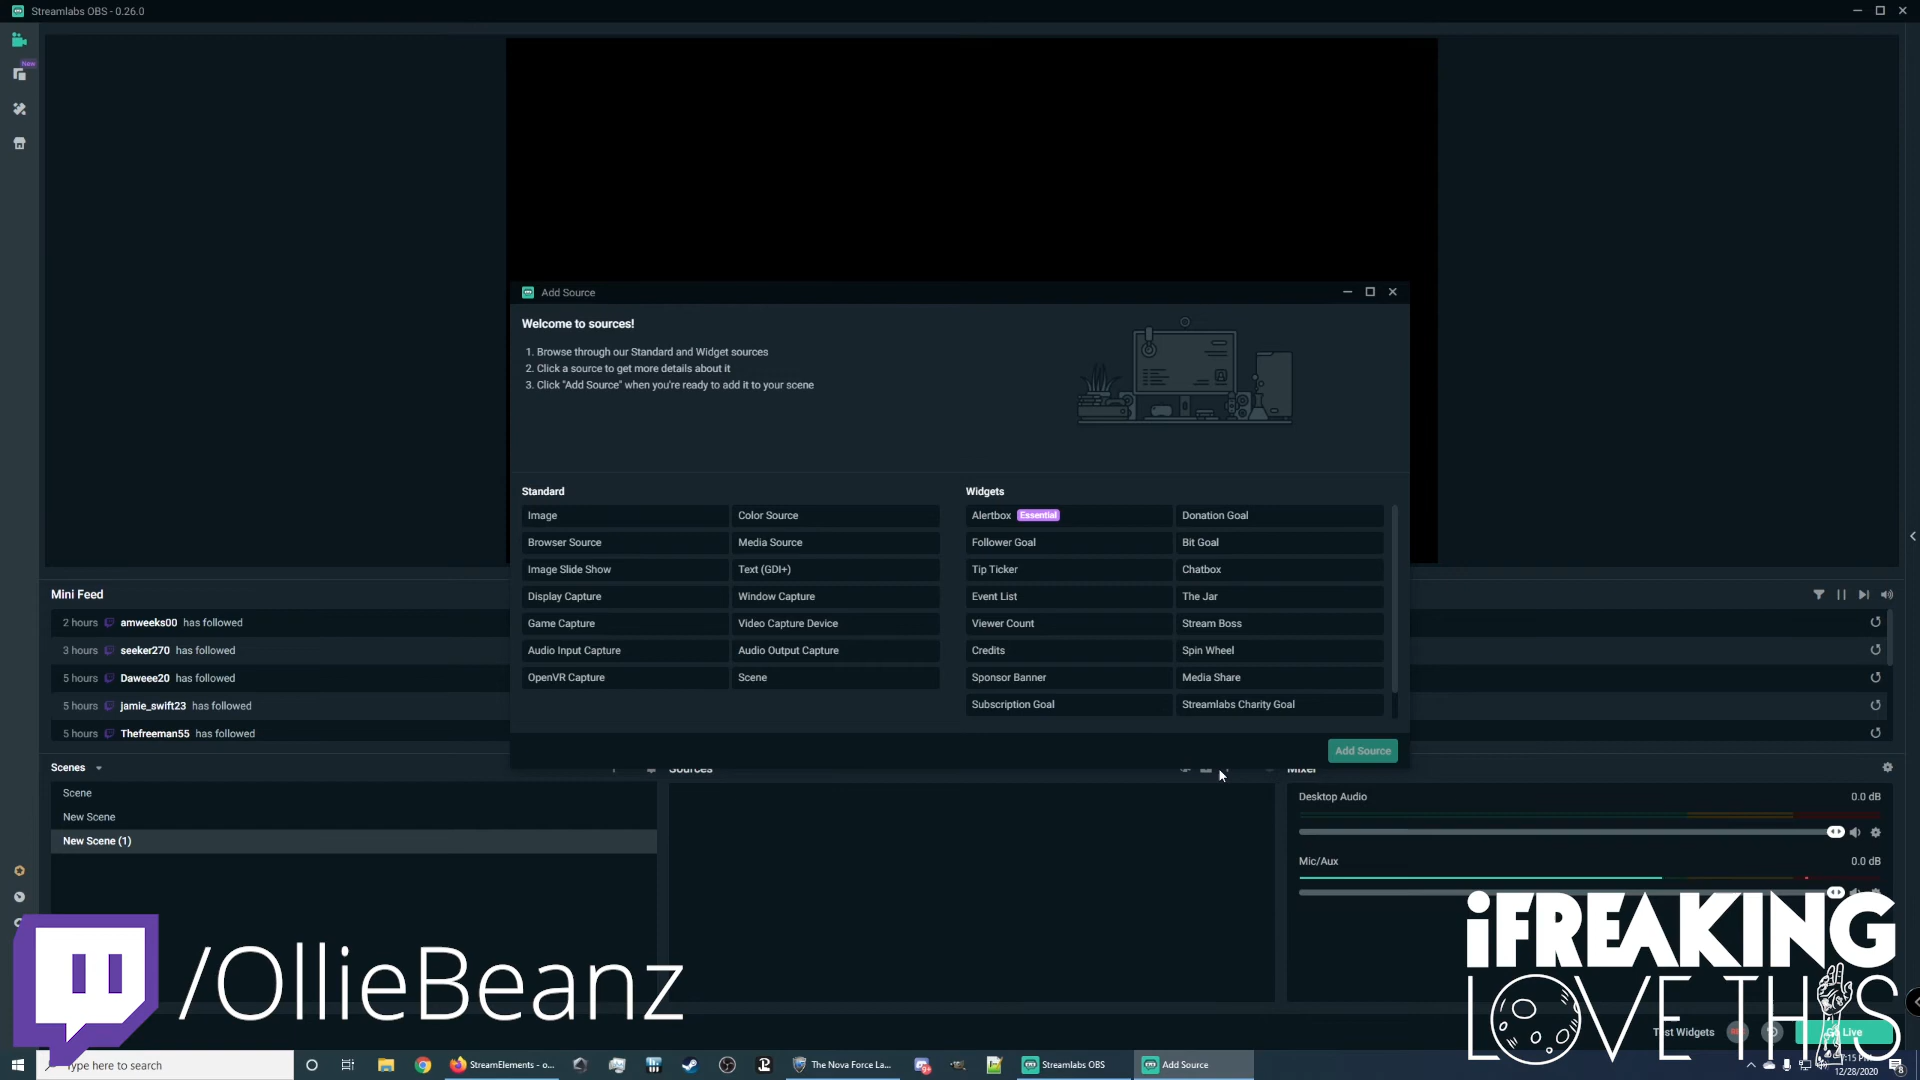 Streamlabs OBS - 0.26.0
New
Add Source
Welcome to sources!
1. Browse through our Standard and Widget sources
2. Click a source to get more details about it
3. Click "Add Source" when you're ready to add it to your scene
Standard
Image
Color Source
Browser Source
Media Source
Image Slide Show
Text (GDI+)
Display Capture
Window Capture
Game Capture
Video Capture Device
Audio Input Capture
Audio Output Capture
OpenVR Capture
Scene
Widgets
Alertbox Essential
Donation Goal
Follower Goal
Bit Goal
Tip Ticker
Chatbox
Event List
The Jar
Viewer Count
Stream Boss
Credits
Spin Wheel
Sponsor Banner
Media Share
Subscription Goal
Streamlabs Charity Goal
Add Source
Mini Feed
2 hours amweeks00 has followed
3 hours seeker270 has followed
5 hours Daweee20 has followed
5 hours jamie_swift23 has followed
5 hours Thefreeman55 has followed
Scenes
Scene
New Scene
New Scene (1)
Sources
Mixer
Desktop Audio 0.0 dB
Mic/Aux 0.0 dB
/OllieBeanz
iFREAKING
LOVE THIS
Test Widgets
Live
Type here to search
StreamElements - o...
The Nova Force La...
Streamlabs OBS
Add Source
:15 PM
12/28/2020